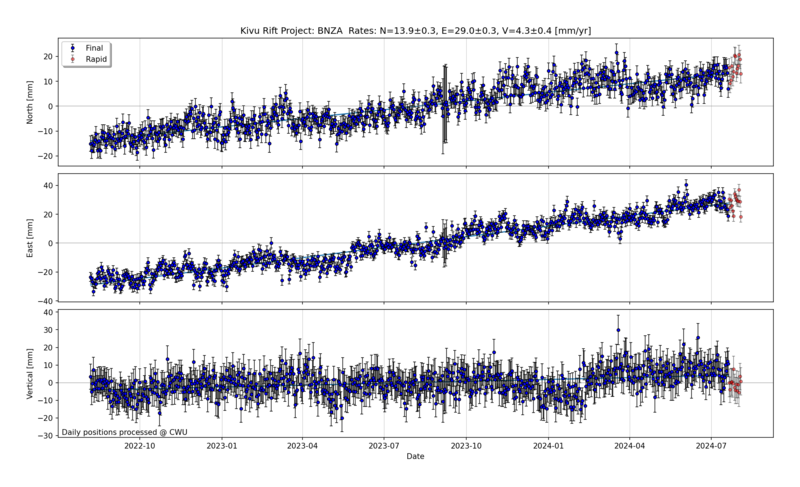 Kivu Rift Project: BNZA Rates: N=13.9±0.3, E=29.0±0.3, V=4.3±0.4 [mm/yr]
Final
Rapid
North [mm]
20
10
0
−10
−20
East [mm]
40
20
0
−20
−40
Vertical [mm]
40
30
20
10
0
−10
−20
−30
Daily positions processed @ CWU
2022-10 2023-01 2023-04 2023-07 2023-10 2024-01 2024-04 2024-07
Date